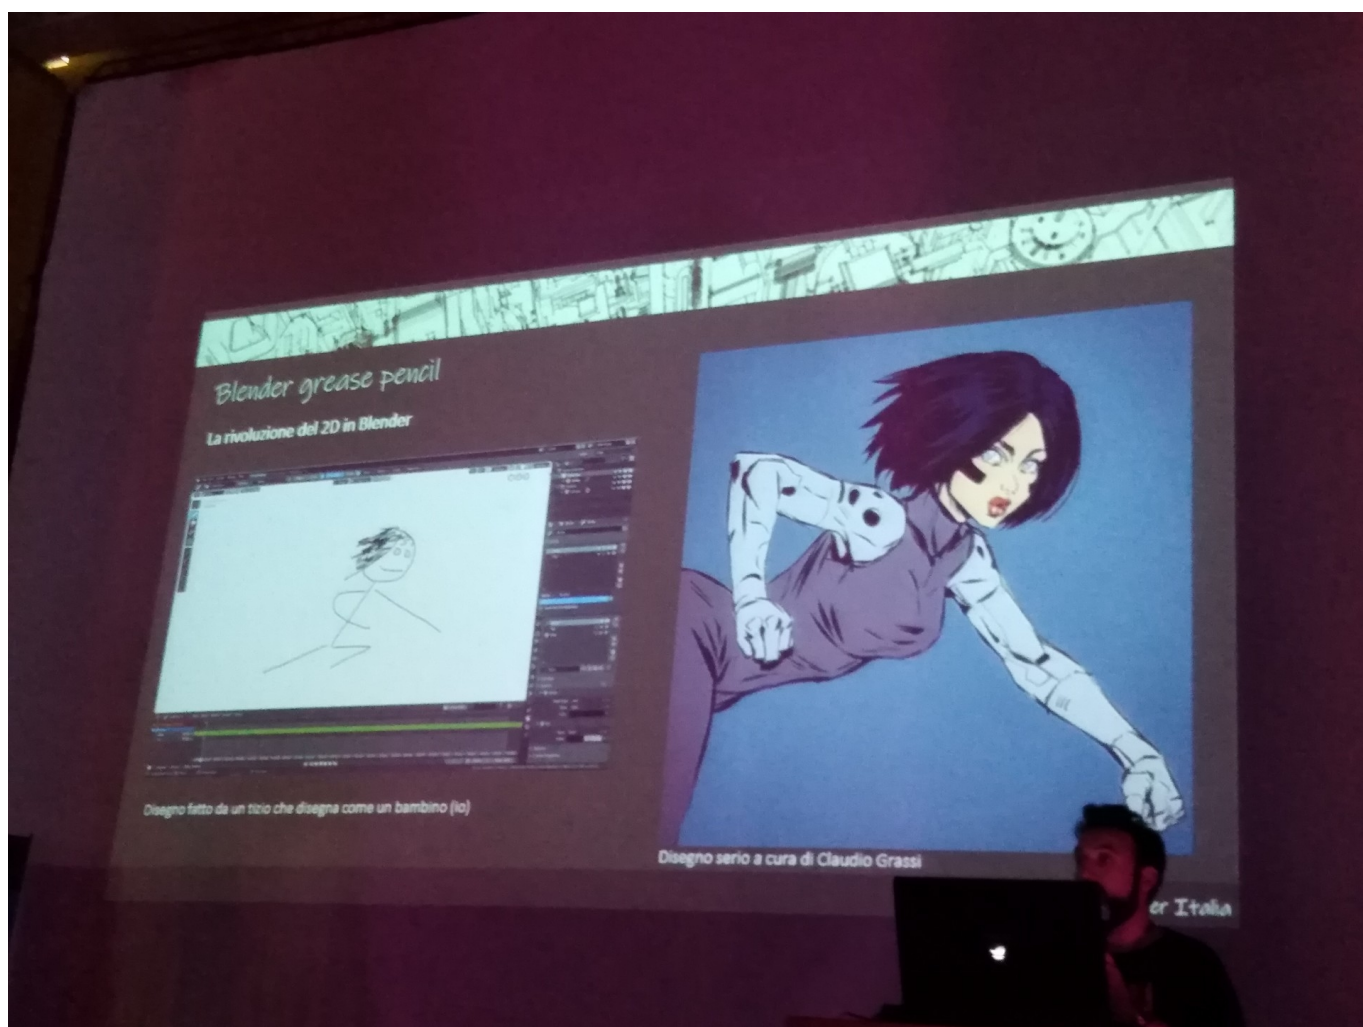 Blender grease pencil
La rivoluzione del 2D in Blender
Disegno fatto da un tizio che disegna come un bambino (io)
Disegno serio a cura di Claudio Grassi
er Italia